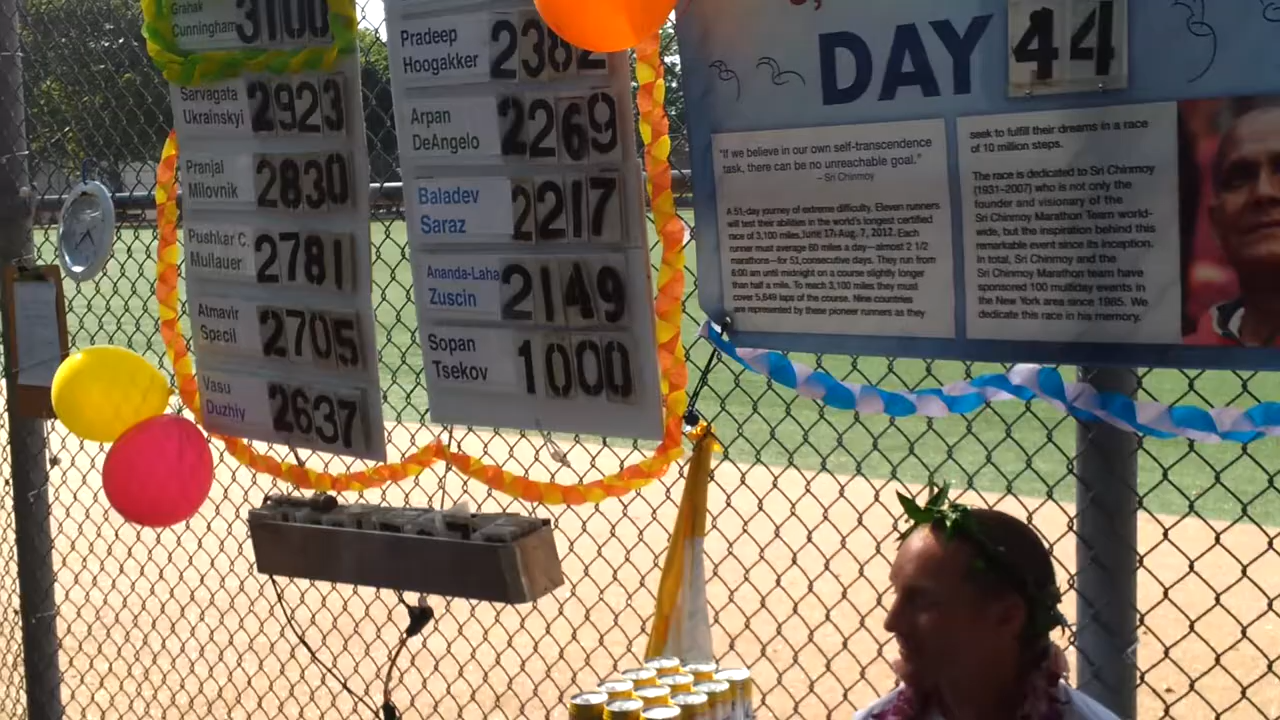 Grahak
Cunningham 3100
Sarvagata
Ukrainskyi 2923
Pranjal
Milovnik 2830
Pushkar C.
Mullauer 2781
Atmavir
Spacil 2705
Vasu
Duzhiy 2637
Pradeep
Hoogakker 2382
Arpan
DeAngelo 2269
Baladev
Saraz 2217
Ananda-Laha
Zuscin 2149
Sopan
Tsekov 1000
DAY 44
"If we believe in our own self-transcendence
task, there can be no unreachable goal."
– Sri Chinmoy
A 51-day journey of extreme difficulty. Eleven runners
will test their abilities in the world's longest certified
race of 3,100 miles, June 17- Aug. 7, 2012. Each
runner must average 60 miles a day—almost 2 1/2
marathons—for 51 consecutive days. They run from
6:00 am until midnight on a course slightly longer
than half a mile. To reach 3,100 miles they must
cover 5,649 laps of the course. Nine countries
are represented by these pioneer runners as they
seek to fulfill their dreams in a race
of 10 million steps.
The race is dedicated to Sri Chinmoy
(1931–2007) who is not only the
founder and visionary of the
Sri Chinmoy Marathon Team world-
wide, but the inspiration behind this
remarkable event since its inception.
In total, Sri Chinmoy and the
Sri Chinmoy Marathon team have
sponsored 100 multiday events in
the New York area since 1985. We
dedicate this race in his memory.